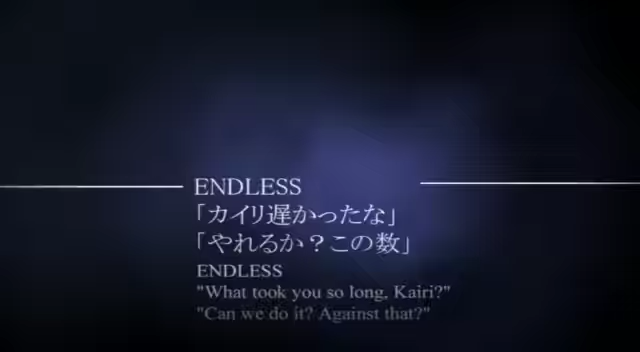 ENDLESS
「カイリ遅かったな」
「やれるか？この数」
ENDLESS
"What took you so long, Kairi?"
"Can we do it? Against that?"